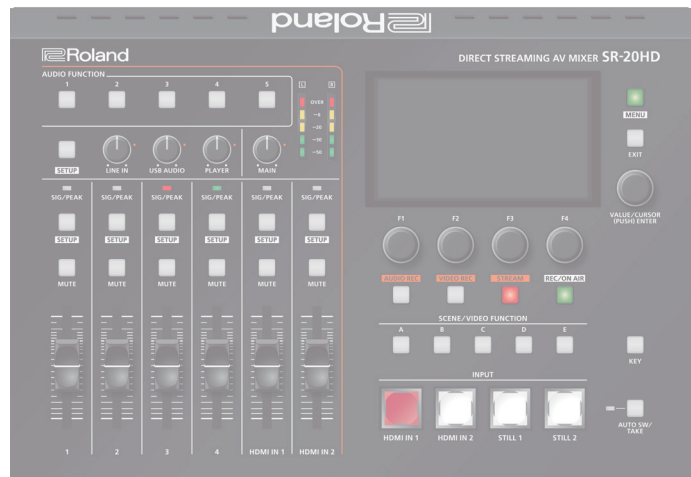 Roland
Roland
DIRECT STREAMING AV MIXER SR-20HD
AUDIO FUNCTION
1 2 3 4 5 L R
OVER
-6
-20
-30
-50
MENU
EXIT
SETUP LINE IN USB AUDIO PLAYER MAIN
SIG/PEAK SIG/PEAK SIG/PEAK SIG/PEAK SIG/PEAK SIG/PEAK
VALUE/CURSOR
(PUSH) ENTER
F1 F2 F3 F4
SETUP SETUP SETUP SETUP SETUP SETUP
AUDIO REC VIDEO REC STREAM REC/ON AIR
MUTE MUTE MUTE MUTE MUTE MUTE
SCENE/VIDEO FUNCTION
A B C D E
KEY
INPUT
AUTO SW/
TAKE
HDMI IN 1 HDMI IN 2 STILL 1 STILL 2
1 2 3 4 HDMI IN 1 HDMI IN 2